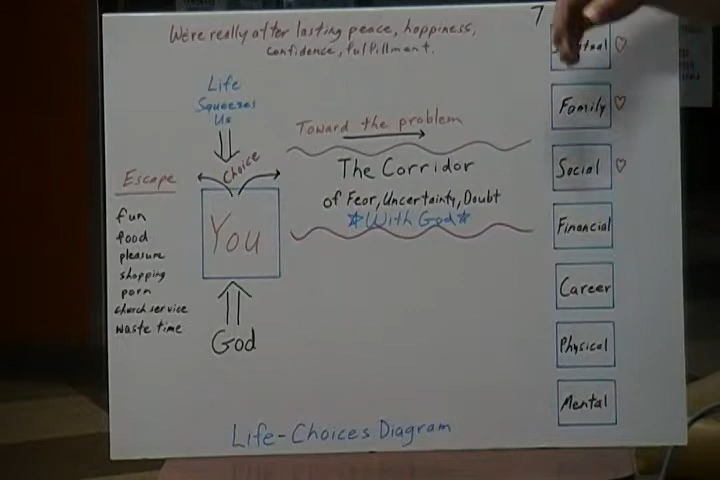 We're really after lasting peace, happiness,
confidence, fulfillment.
7
Life
Squeezes
Us
Choice
Escape
fun
food
pleasure
shopping
porn
church service
waste time
You
God
Toward the problem
The Corridor
of Fear, Uncertainty, Doubt
With God
Family
Social
Financial
Career
Physical
Mental
Life-Choices Diagram